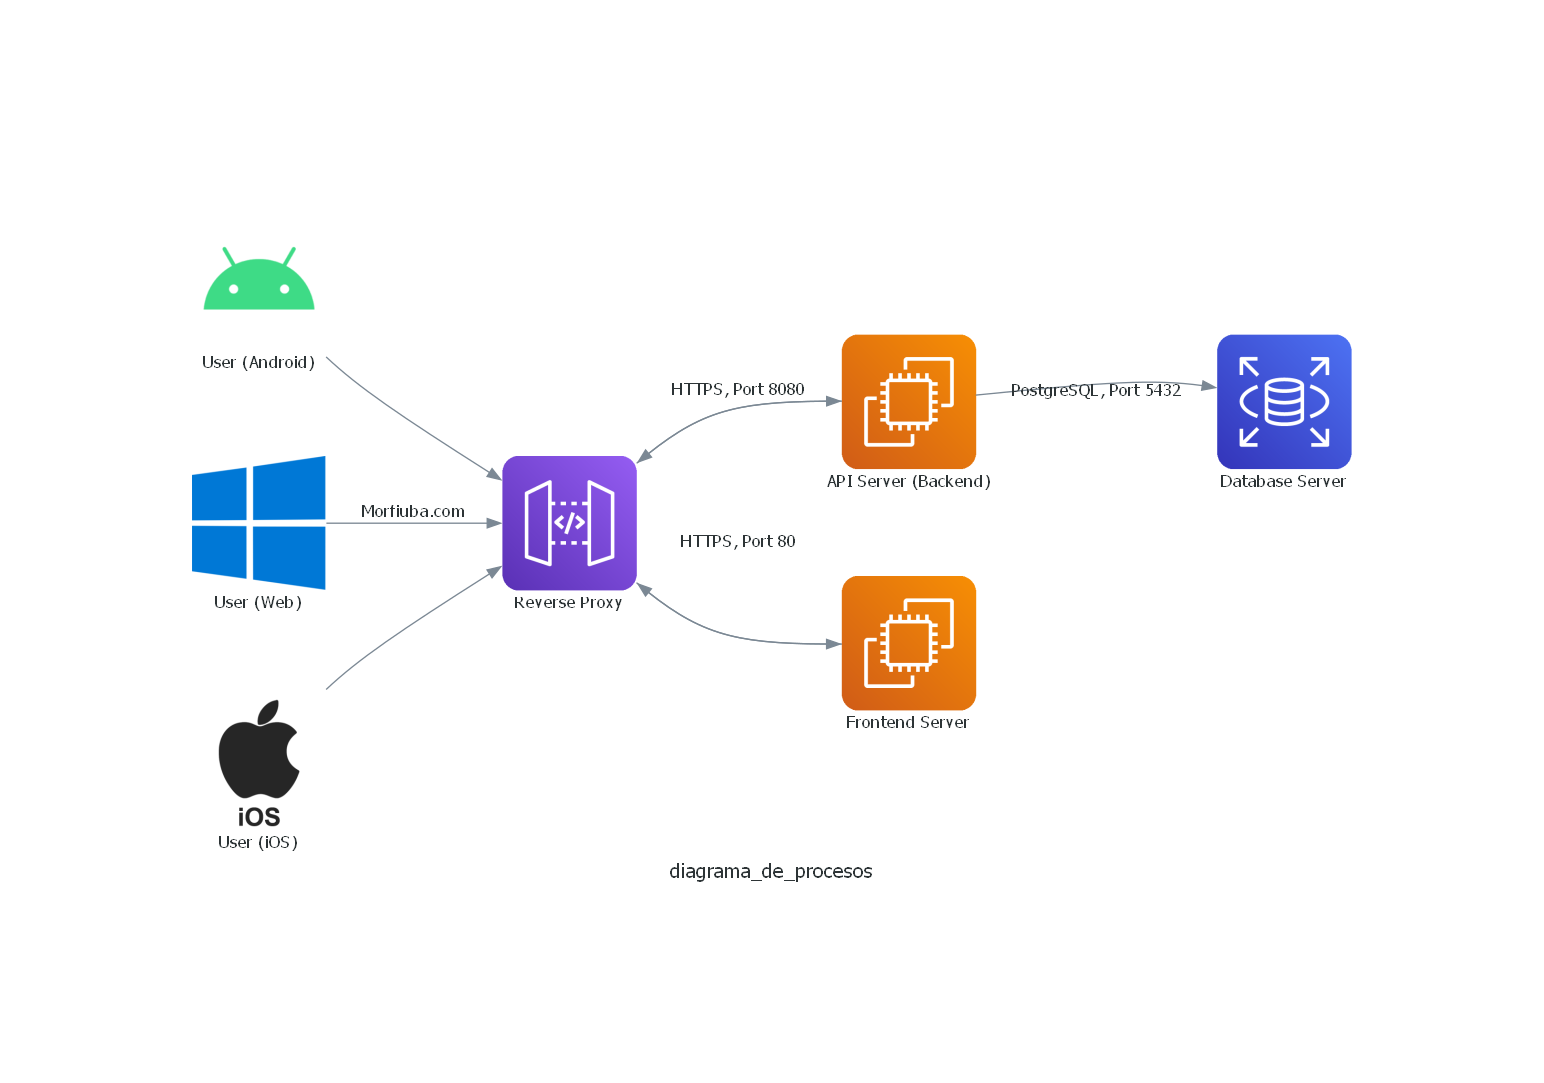 User (Android)
Morfiuba.com
User (Web)
iOS
User (iOS)
Reverse Proxy
HTTPS, Port 8080
HTTPS, Port 80
API Server (Backend)
Frontend Server
PostgreSQL, Port 5432
Database Server
diagrama_de_procesos